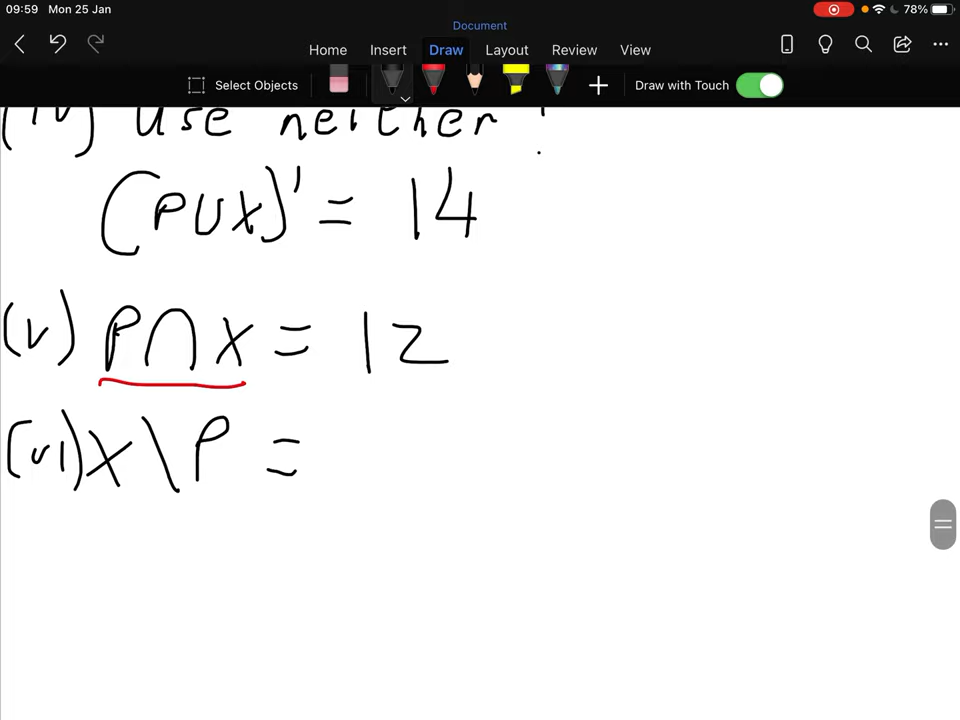 09:59 Mon 25 Jan
78%
Document
Home Insert Draw Layout Review View
Select Objects
Draw with Touch
(iv) Use neither
(P∪X)' = 14
(v) P∩X = 12
(vi) X \ P =